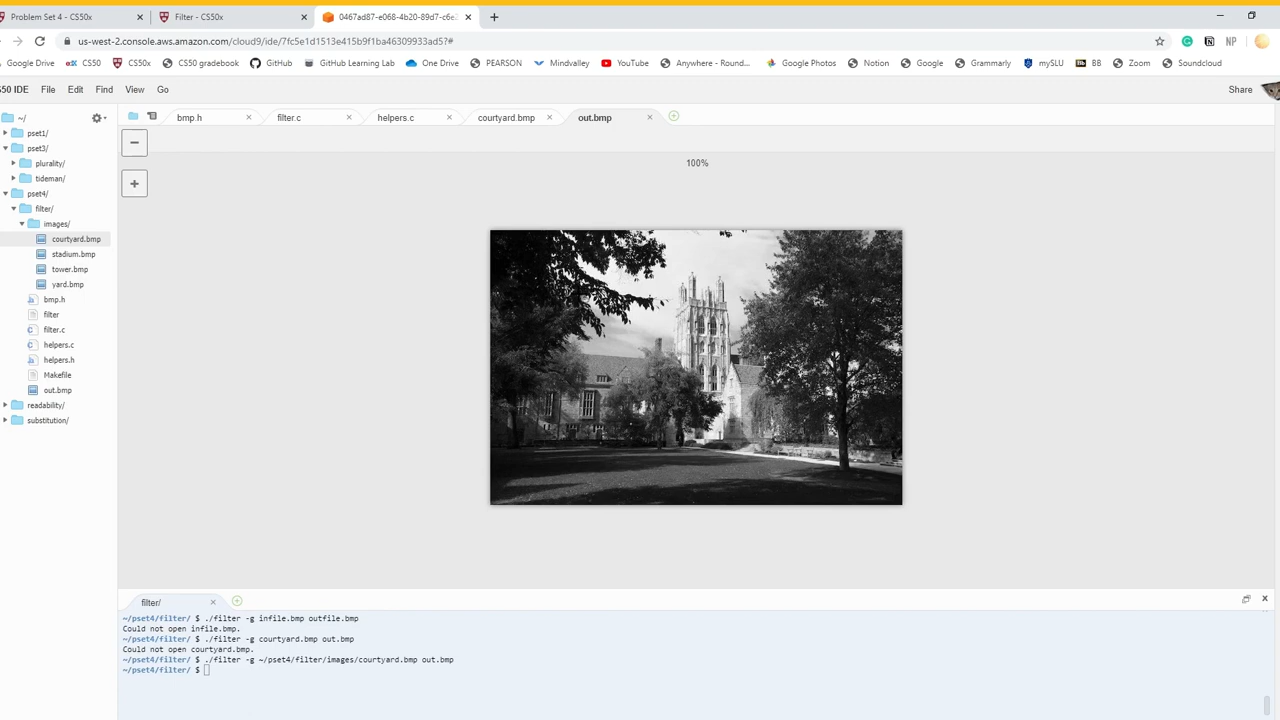 Problem Set 4 - CS50x
Filter - CS50x
0467ad87-e068-4b20-89d7-c6e2
us-west-2.console.aws.amazon.com/cloud9/ide/7fc5e1d1513e415b9f1ba46309933ad5?#
NP
Google Drive CS50 CS50x CS50 gradebook GitHub GitHub Learning Lab One Drive PEARSON Mindvalley YouTube Anywhere - Roun... Google Photos Notion Google Grammarly mySLU BB Zoom Soundcloud
S50 IDE File Edit Find View Go Share
~/
bmp.h filter.c helpers.c courtyard.bmp out.bmp
100%
pset1/
pset3/
plurality/
tideman/
pset4/
filter/
images/
courtyard.bmp
stadium.bmp
tower.bmp
yard.bmp
bmp.h
filter
filter.c
helpers.c
helpers.h
Makefile
out.bmp
readability/
substitution/
filter/
~/pset4/filter/ $ ./filter -g infile.bmp outfile.bmp
Could not open infile.bmp.
~/pset4/filter/ $ ./filter -g courtyard.bmp out.bmp
Could not open courtyard.bmp.
~/pset4/filter/ $ ./filter -g ~/pset4/filter/images/courtyard.bmp out.bmp
~/pset4/filter/ $